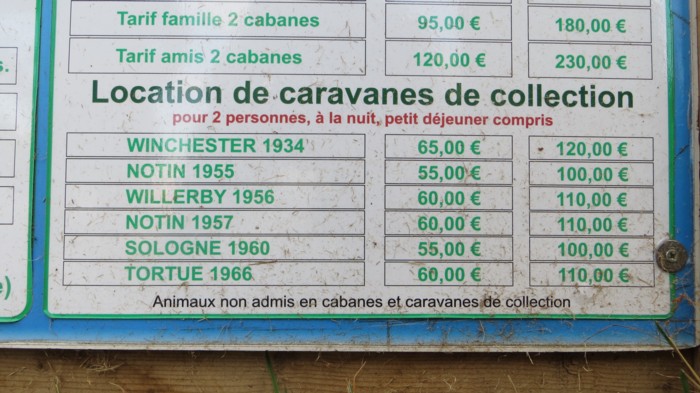 Tarif famille 2 cabanes 95,00 € 180,00 €
s. Tarif amis 2 cabanes 120,00 € 230,00 €
Location de caravanes de collection
pour 2 personnes, à la nuit, petit déjeuner compris
WINCHESTER 1934 65,00 € 120,00 €
NOTIN 1955 55,00 € 100,00 €
WILLERBY 1956 60,00 € 110,00 €
NOTIN 1957 60,00 € 110,00 €
SOLOGNE 1960 55,00 € 100,00 €
TORTUE 1966 60,00 € 110,00 €
Animaux non admis en cabanes et caravanes de collection